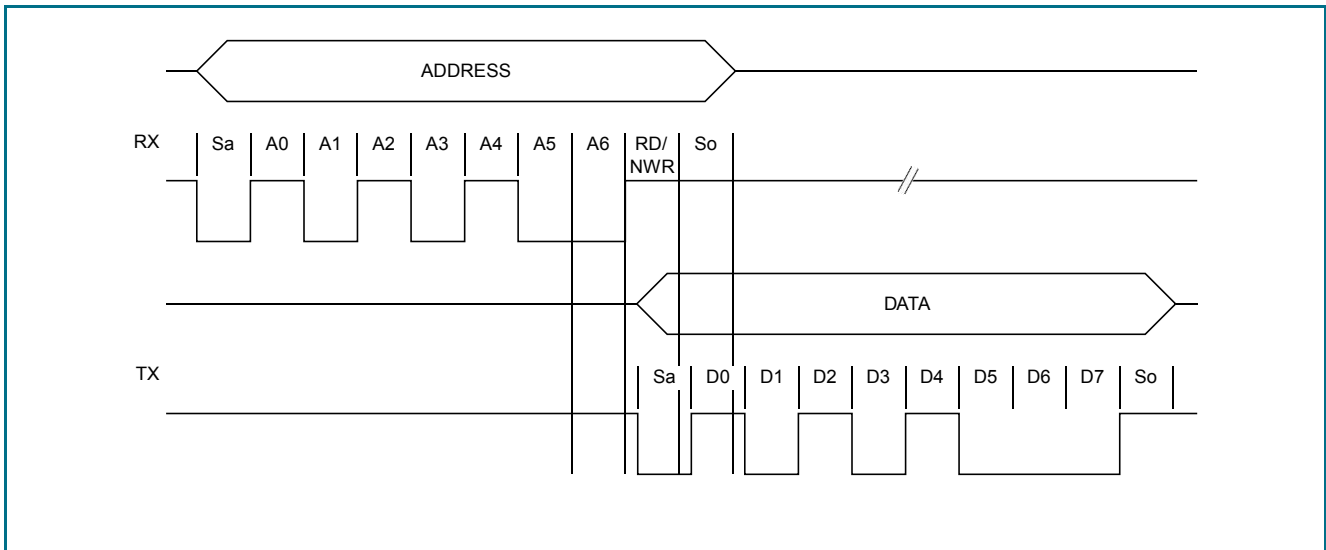 ADDRESS
RX Sa A0 A1 A2 A3 A4 A5 A6 RD/ So
NWR
DATA
TX Sa D0 D1 D2 D3 D4 D5 D6 D7 So